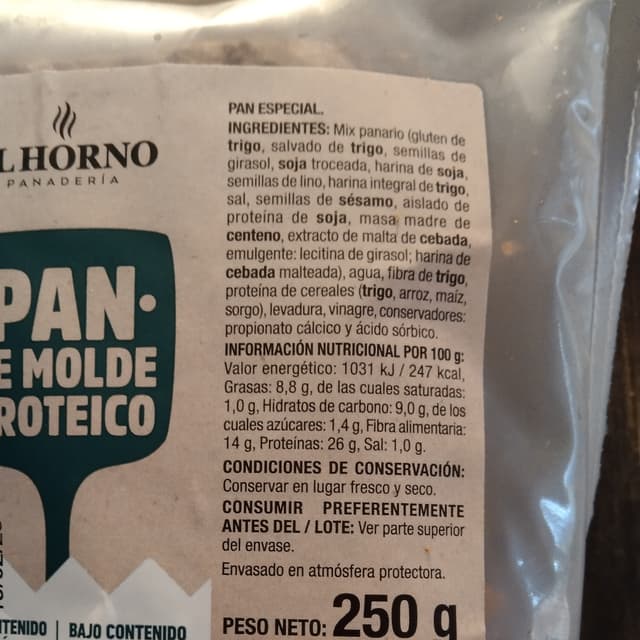 LHORNO
PANADERÍA
PAN·
E MOLDE
ROTEICO
TENIDO | BAJO CONTENIDO
PAN ESPECIAL.
INGREDIENTES: Mix panario (gluten de
trigo, salvado de trigo, semillas de
girasol, soja troceada, harina de soja,
semillas de lino, harina integral de trigo,
sal, semillas de sésamo, aislado de
proteína de soja, masa madre de
centeno, extracto de malta de cebada,
emulgente: lecitina de girasol; harina de
cebada malteada), agua, fibra de trigo,
proteína de cereales (trigo, arroz, maíz,
sorgo), levadura, vinagre, conservadores:
propionato cálcico y ácido sórbico.
INFORMACIÓN NUTRICIONAL POR 100 g:
Valor energético: 1031 kJ / 247 kcal,
Grasas: 8,8 g, de las cuales saturadas:
1,0 g, Hidratos de carbono: 9,0 g, de los
cuales azúcares: 1,4 g, Fibra alimentaria:
14 g, Proteínas: 26 g, Sal: 1,0 g.
CONDICIONES DE CONSERVACIÓN:
Conservar en lugar fresco y seco.
CONSUMIR PREFERENTEMENTE
ANTES DEL / LOTE: Ver parte superior
del envase.
Envasado en atmósfera protectora.
PESO NETO: 250 g